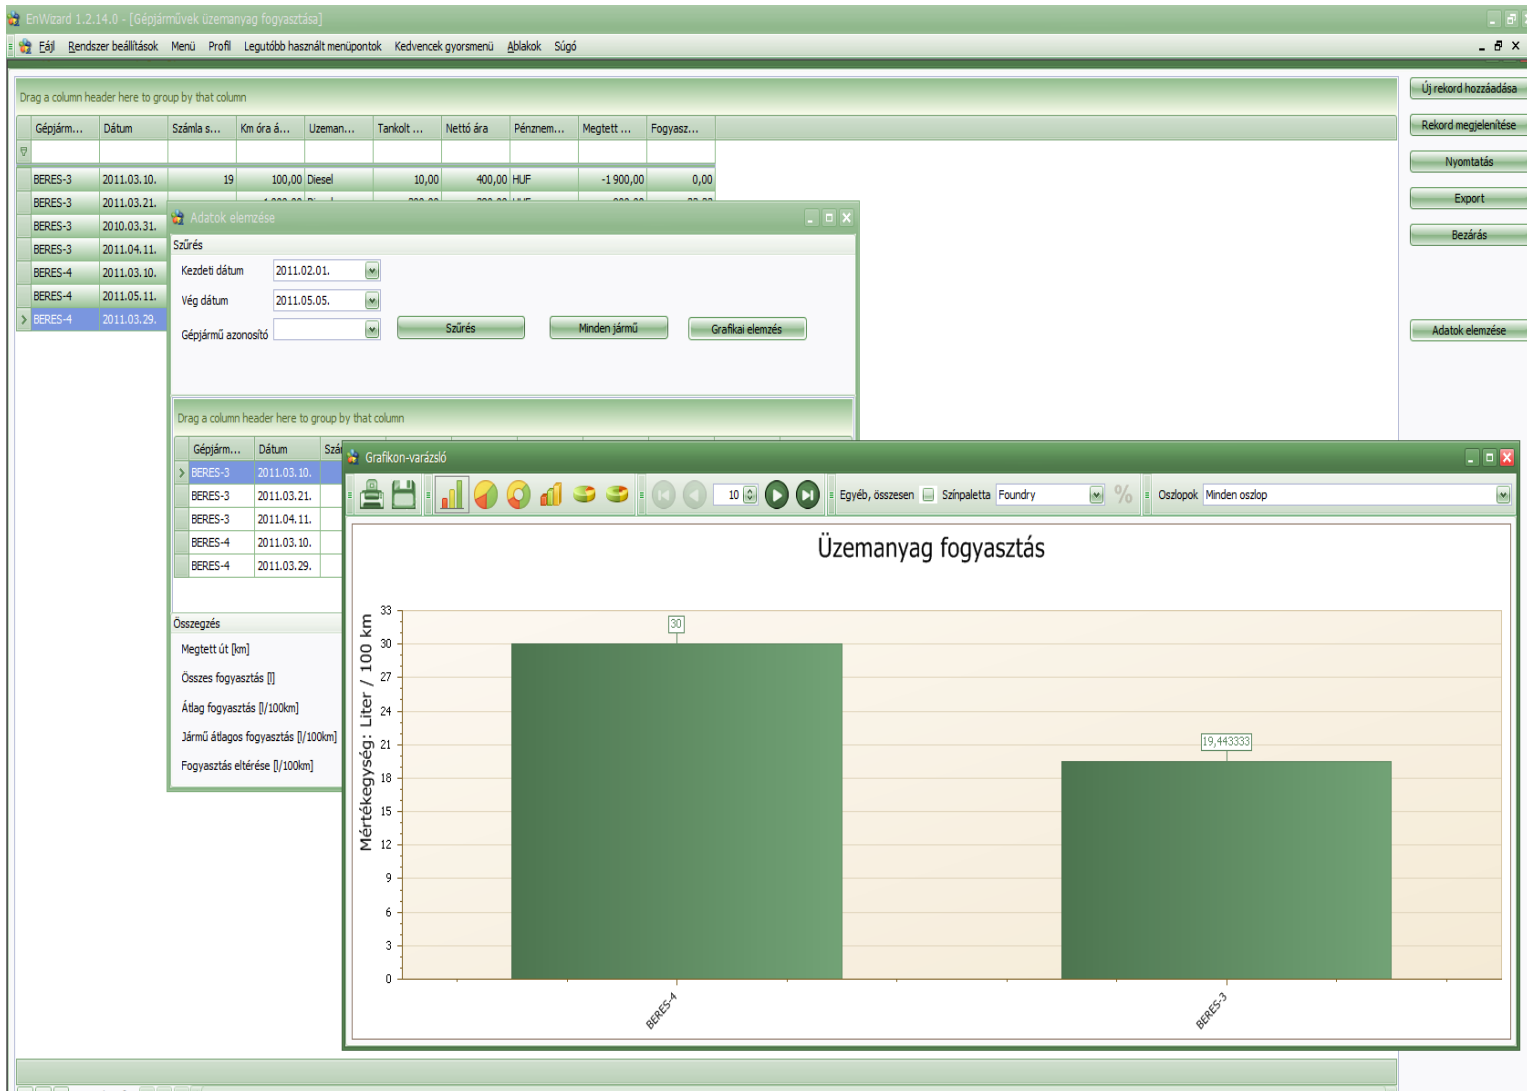 EnWizard 1.2.14.0 - [Gépjárművek üzemanyag fogyasztása]
Fájl Rendszer beállítások Menü Profil Legutóbb használt menüpontok Kedvencek gyorsmenü Ablakok Súgó
Drag a column header here to group by that column
Gépjárm... Dátum Számla s... Km óra á... Uzeman... Tankolt ... Nettó ára Pénznem... Megtett ... Fogyasz...
BERES-3 2011.03.10. 19 100,00 Diesel 10,00 400,00 HUF -1 900,00 0,00
BERES-3 2011.03.21.
BERES-3 2010.03.31.
BERES-3 2011.04.11.
BERES-4 2011.03.10.
BERES-4 2011.05.11.
BERES-4 2011.03.29.
Új rekord hozzáadása
Rekord megjelenítése
Nyomtatás
Export
Bezárás
Adatok elemzése
Adatok elemzése
Szűrés
Kezdeti dátum 2011.02.01.
Vég dátum 2011.05.05.
Gépjármű azonosító Szűrés Minden jármű Grafikai elemzés
Drag a column header here to group by that column
Gépjárm... Dátum Szá
BERES-3 2011.03.10.
BERES-3 2011.03.21.
BERES-3 2011.04.11.
BERES-4 2011.03.10.
BERES-4 2011.03.29.
Összegzés
Megtett út [km]
Összes fogyasztás [l]
Átlag fogyasztás [l/100km]
Jármű átlagos fogyasztás [l/100km]
Fogyasztás eltérése [l/100km]
Grafikon-varázsló
10 Egyéb, összesen Színpaletta Foundry % Oszlopok Minden oszlop
Üzemanyag fogyasztás
Mértékegység: Liter / 100 km
33
30
27
24
21
18
15
12
9
6
3
0
30
19,443333
BERES-4
BERES-3